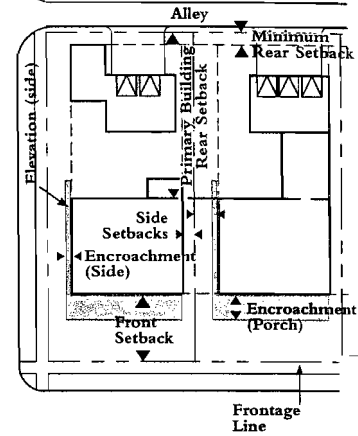 Alley
Minimum
Rear Setback
Elevation (side)
Primary Building
Rear Setback
Side
Setbacks
Encroachment
(Side)
Encroachment
(Porch)
Front
Setback
Frontage
Line